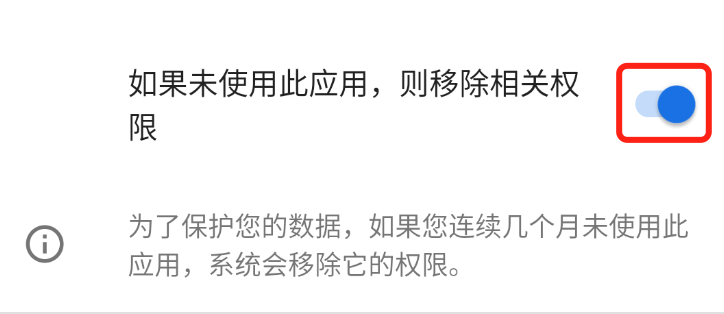 如果未使用此应用，则移除相关权
限
为了保护您的数据，如果您连续几个月未使用此
应用，系统会移除它的权限。